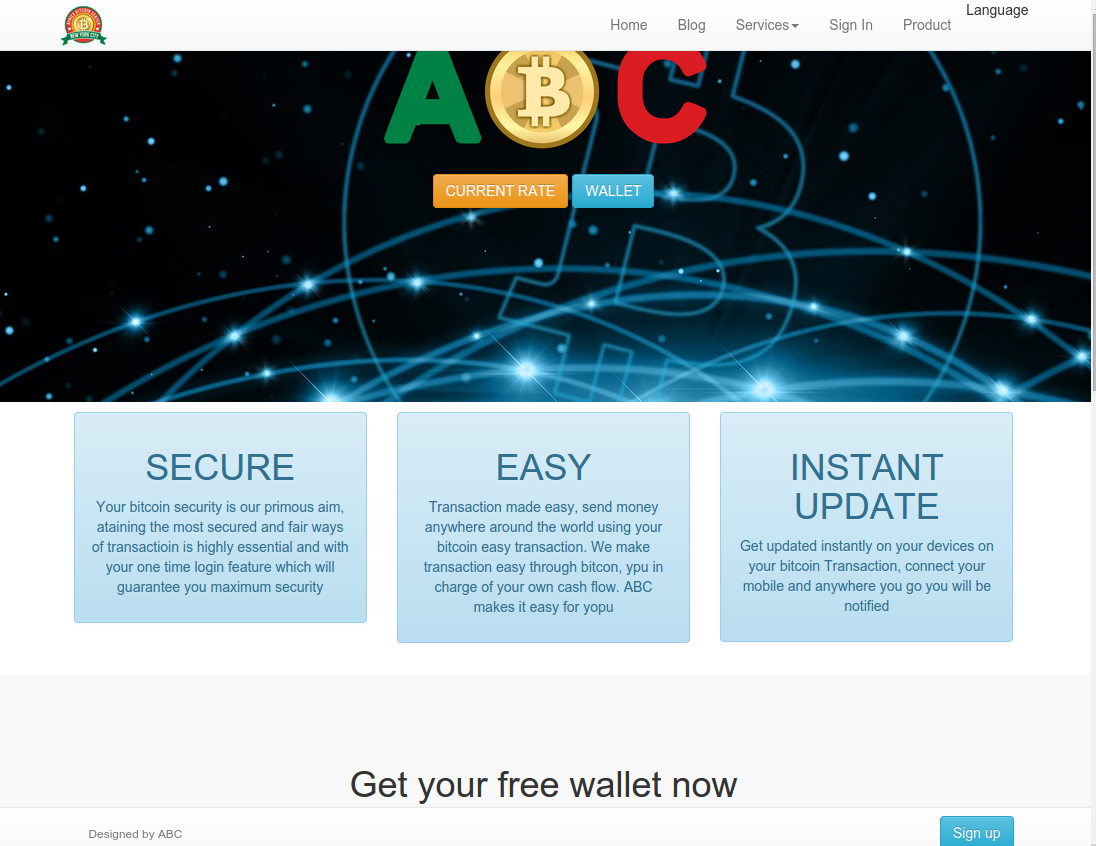 Home Blog Services Sign In Product Language
NEW YORK CITY
A B C
CURRENT RATE WALLET
SECURE
Your bitcoin security is our primous aim,
ataining the most secured and fair ways
of transactioin is highly essential and with
your one time login feature which will
guarantee you maximum security
EASY
Transaction made easy, send money
anywhere around the world using your
bitcoin easy transaction. We make
transaction easy through bitcon, ypu in
charge of your own cash flow. ABC
makes it easy for yopu
INSTANT
UPDATE
Get updated instantly on your devices on
your bitcoin Transaction, connect your
mobile and anywhere you go you will be
notified
Get your free wallet now
Designed by ABC
Sign up